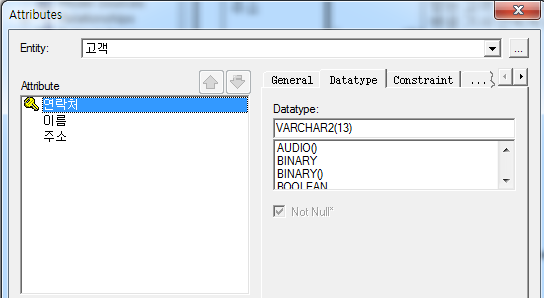 Attributes
Entity:
고객
...
Attribute
연락처
이름
주소
General
Datatype
Constraint
...
Datatype:
VARCHAR2(13)
AUDIO()
BINARY
BINARY()
BOOLEAN
Not Null*